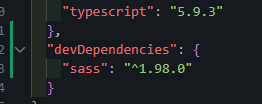 "typescript": "5.9.3"
},
"devDependencies": {
"sass": "^1.98.0"
}